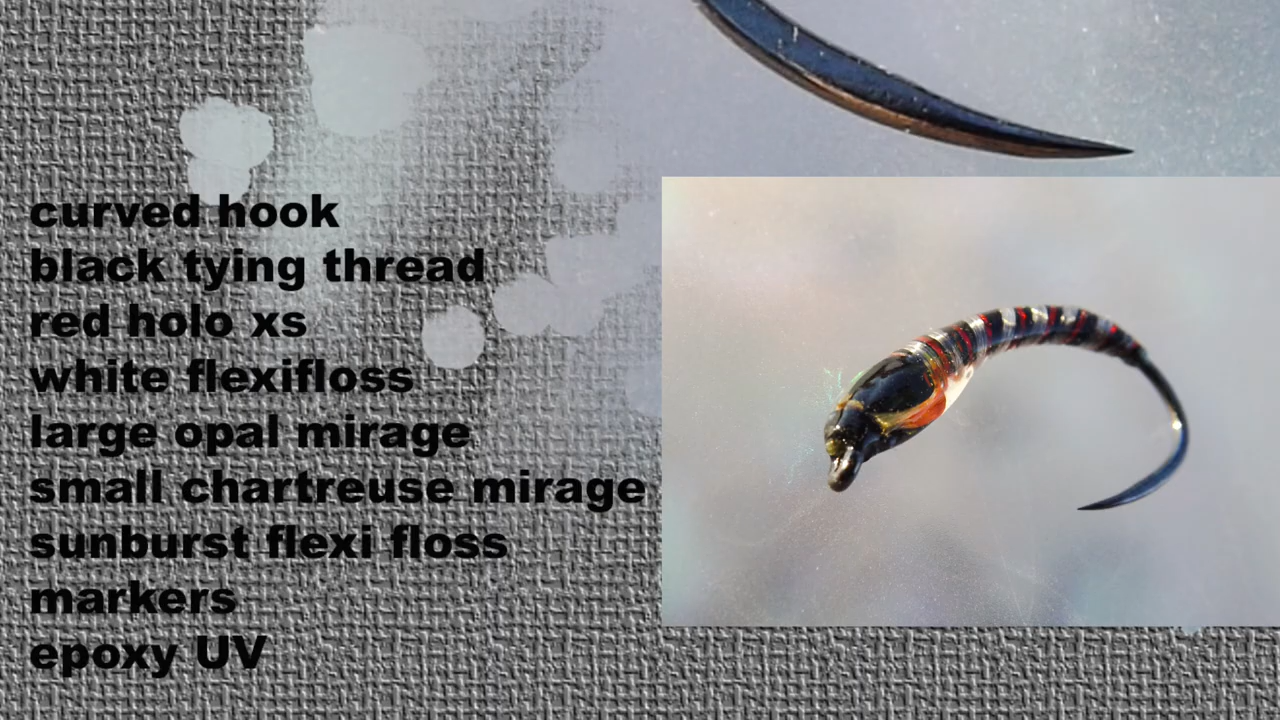 curved hook
black tying thread
red holo xs
white flexifloss
large opal mirage
small chartreuse mirage
sunburst flexi floss
markers
epoxy UV